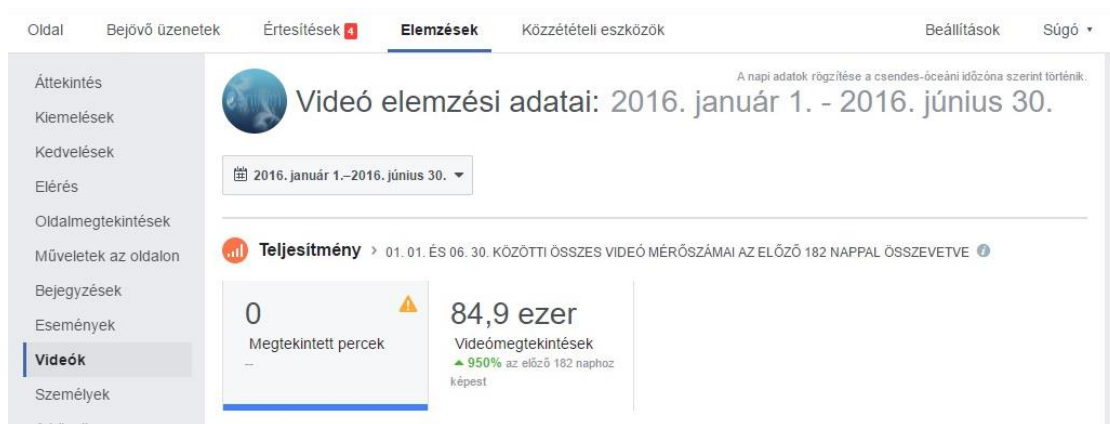 Oldal Bejövő üzenetek Értesítések 4 Elemzések Közzétételi eszközök Beállítások Súgó
Áttekintés
Kiemelések
Kedvelések
Elérés
Oldalmegtekintések
Műveletek az oldalon
Bejegyzések
Események
Videók
Személyek
A napi adatok rögzítése a csendes-óceáni időzóna szerint történik.
Videó elemzési adatai: 2016. január 1. - 2016. június 30.
2016. január 1.–2016. június 30.
Teljesítmény > 01. 01. ÉS 06. 30. KÖZÖTTI ÖSSZES VIDEÓ MÉRŐSZÁMAI AZ ELŐZŐ 182 NAPPAL ÖSSZEVETVE i
0
Megtekintett percek
--
84,9 ezer
Videómegtekintések
950% az előző 182 naphoz
képest